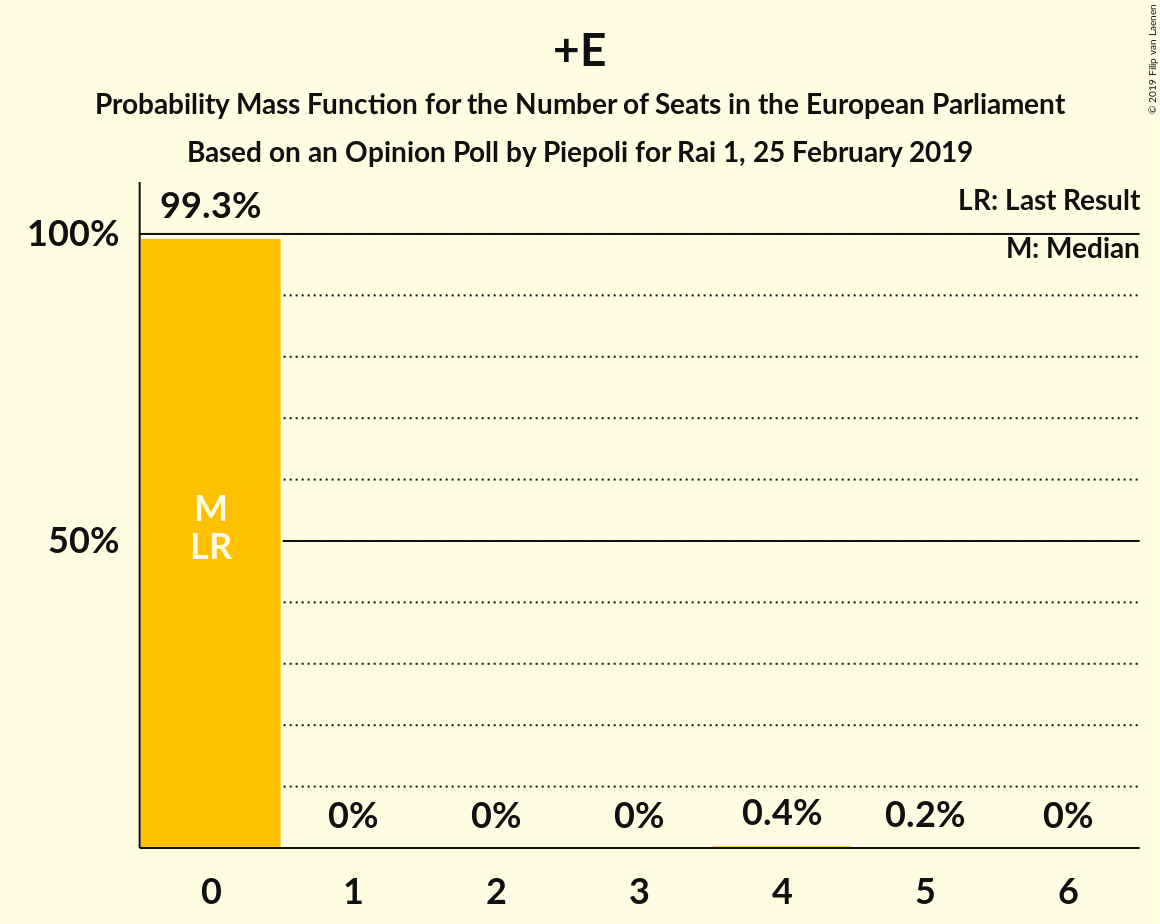 +E
Probability Mass Function for the Number of Seats in the European Parliament
Based on an Opinion Poll by Piepoli for Rai 1, 25 February 2019
© 2019 Filip van Laenen
LR: Last Result
M: Median
99.3%
100%
50%
M
LR
0%
0%
0%
0.4%
0.2%
0%
0
1
2
3
4
5
6